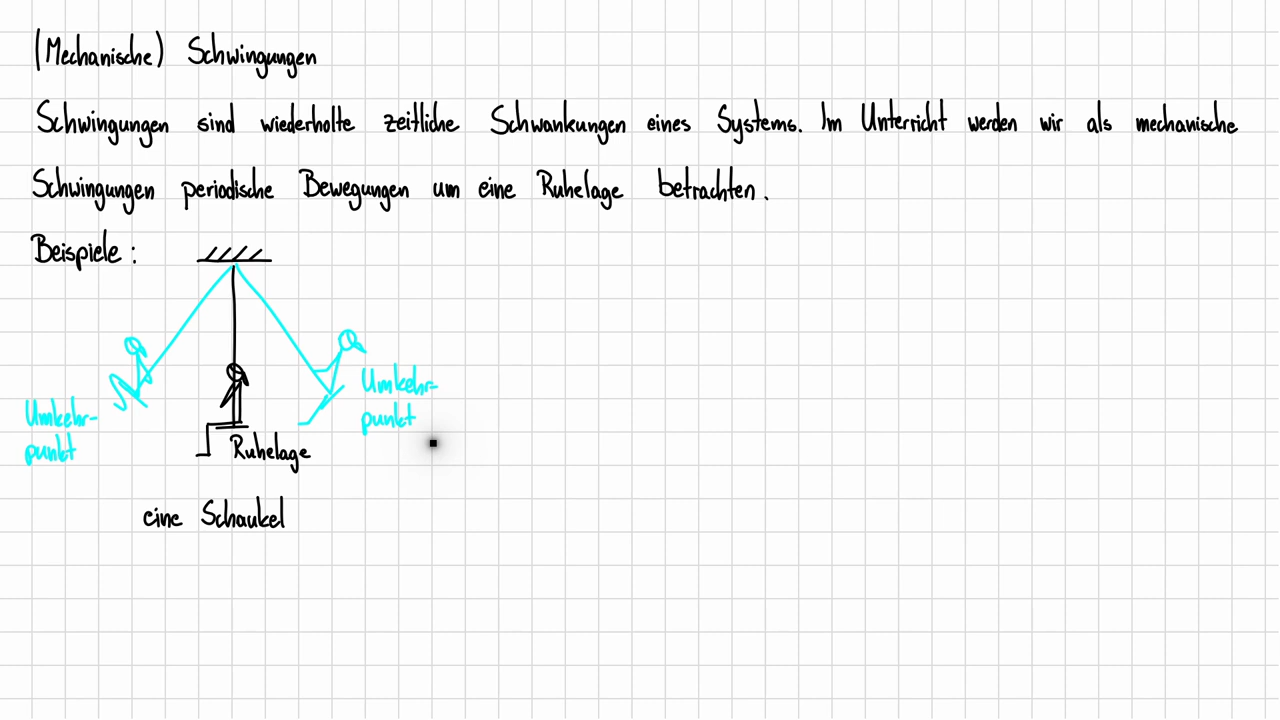 (Mechanische) Schwingungen
Schwingungen sind wiederholte zeitliche Schwankungen eines Systems. Im Unterricht werden wir als mechanische
Schwingungen periodische Bewegungen um eine Ruhelage betrachten.
Beispiele:
Umkehr-
punkt
Ruhelage
Umkehr-
punkt
eine Schaukel